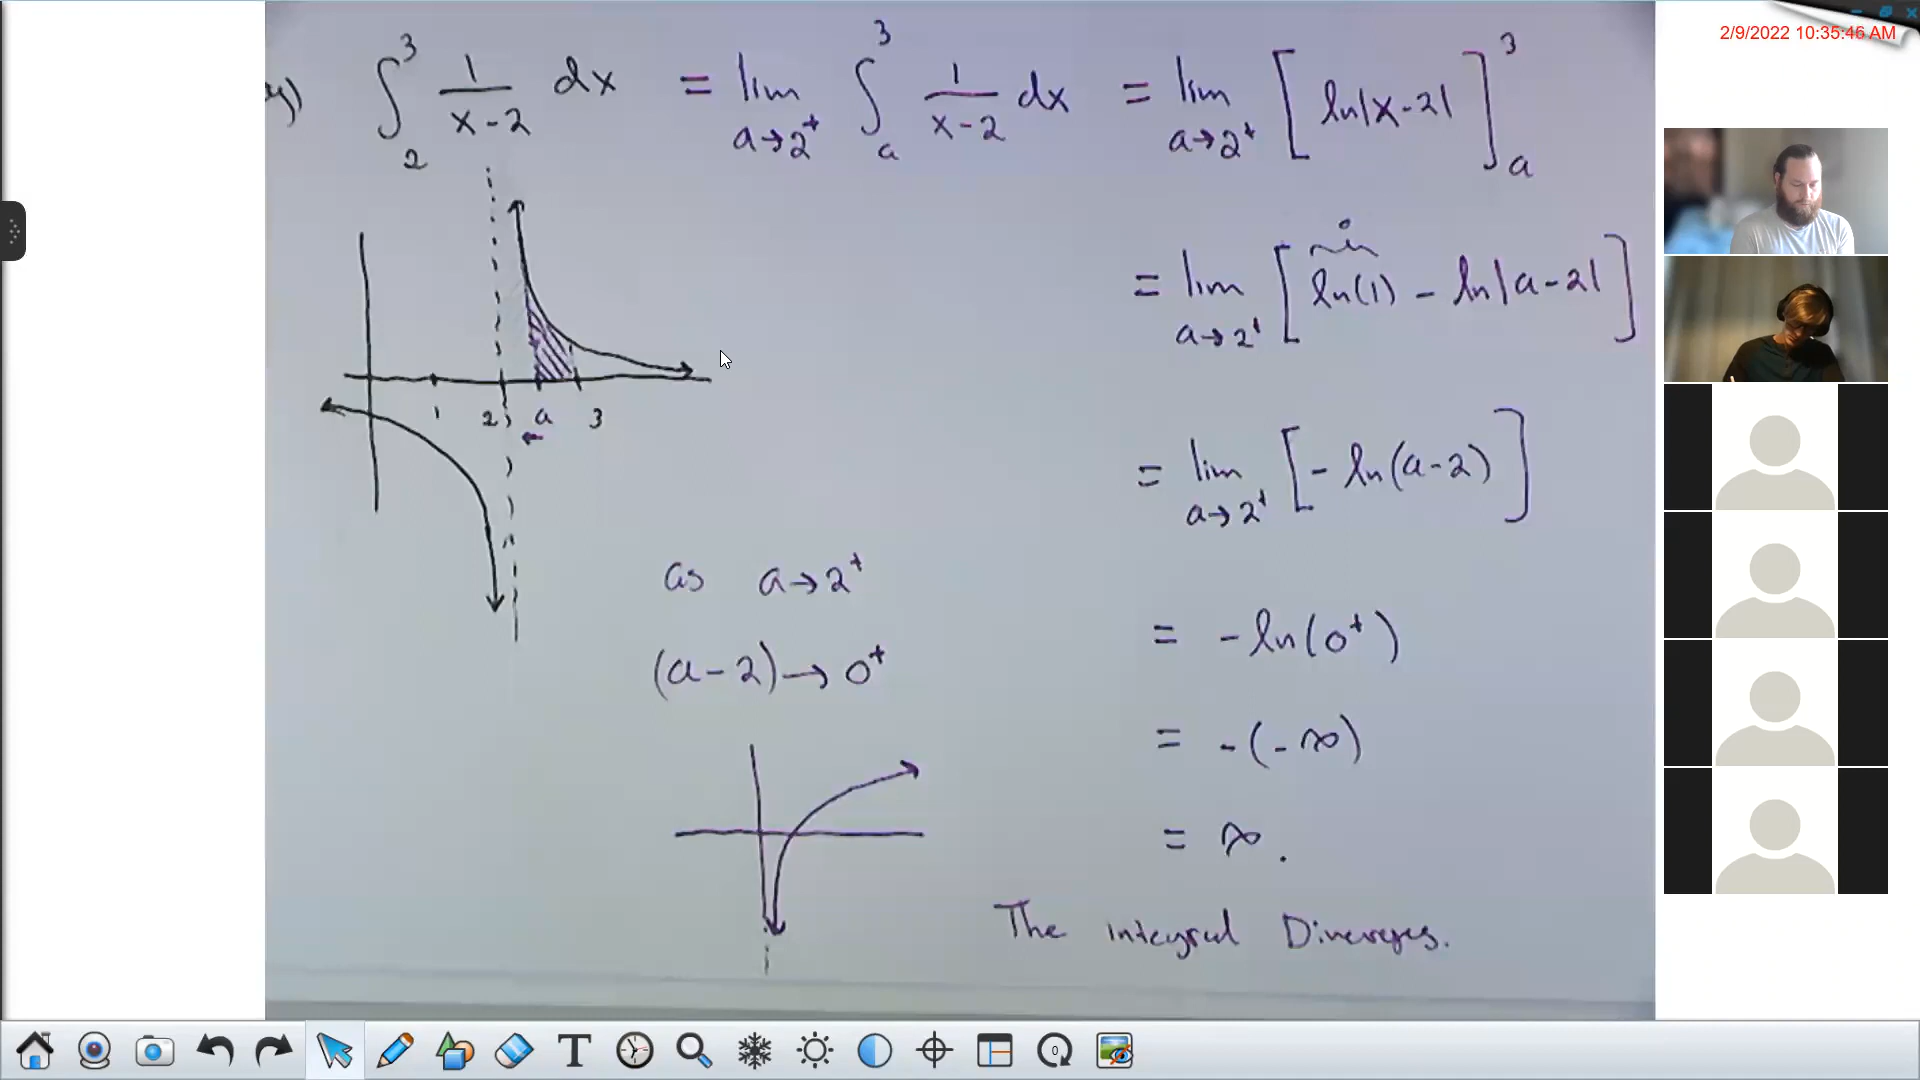 2/9/2022 10:35:46 AM
∫₂³ 1/(x-2) dx = lim a→2⁺ ∫ₐ³ 1/(x-2) dx = lim a→2⁺ [ln|x-2|]ₐ³
= lim a→2⁺ [ln(1) - ln|a-2|]
0
1 2 a 3
←
= lim a→2⁺ [-ln(a-2)]
as a→2⁺
(a-2)→0⁺
= -ln(0⁺)
= -(-∞)
= ∞.
The integral Diverges.
T
0